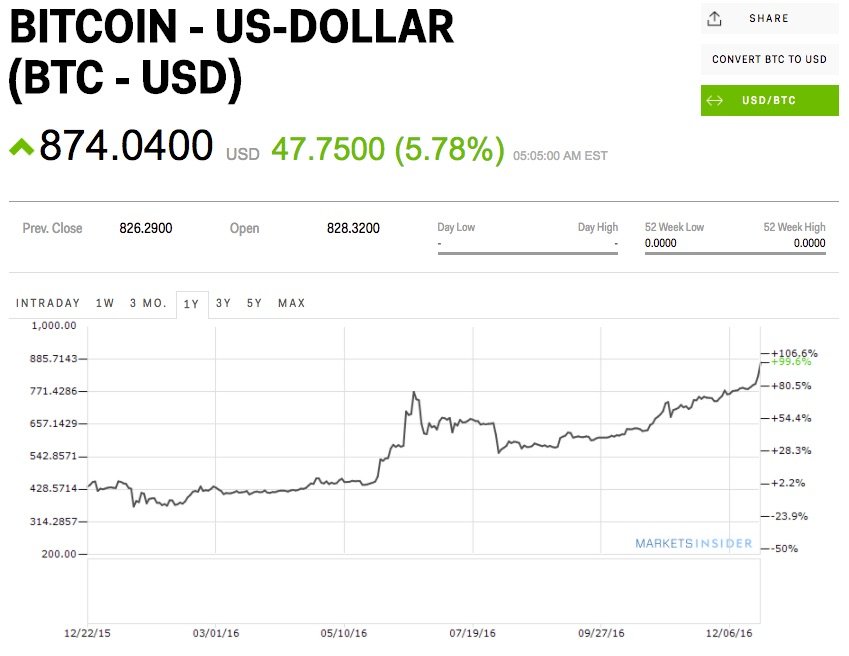 BITCOIN - US-DOLLAR
(BTC - USD)
SHARE
CONVERT BTC TO USD
USD/BTC
874.0400 USD 47.7500 (5.78%) 05:05:00 AM EST
Prev. Close 826.2900 Open 828.3200
Day Low Day High
- -
52 Week Low 52 Week High
0.0000 0.0000
INTRADAY 1W 3 MO. 1Y 3Y 5Y MAX
1,000.00
885.7143
771.4286
657.1429
542.8571
428.5714
314.2857
200.00
+106.6%
+99.6%
+80.5%
+54.4%
+28.3%
+2.2%
-23.9%
-50%
MARKETS INSIDER
12/22/15 03/01/16 05/10/16 07/19/16 09/27/16 12/06/16